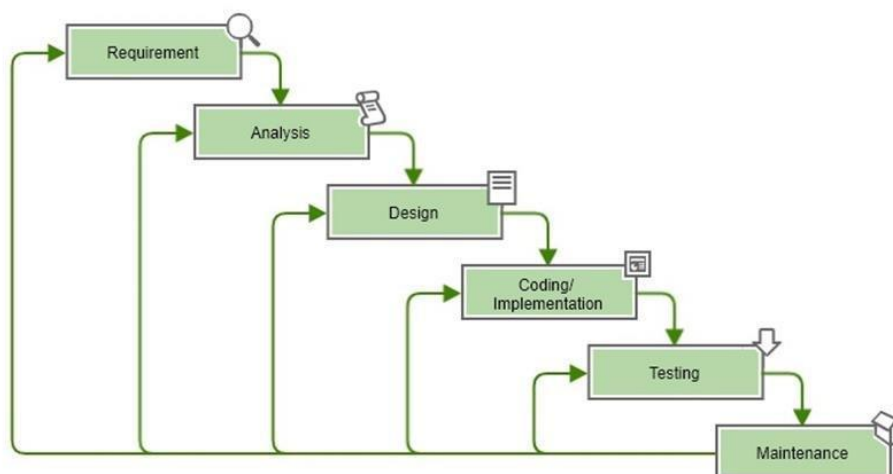 Requirement
Analysis
Design
Coding/
Implementation
Testing
Maintenance